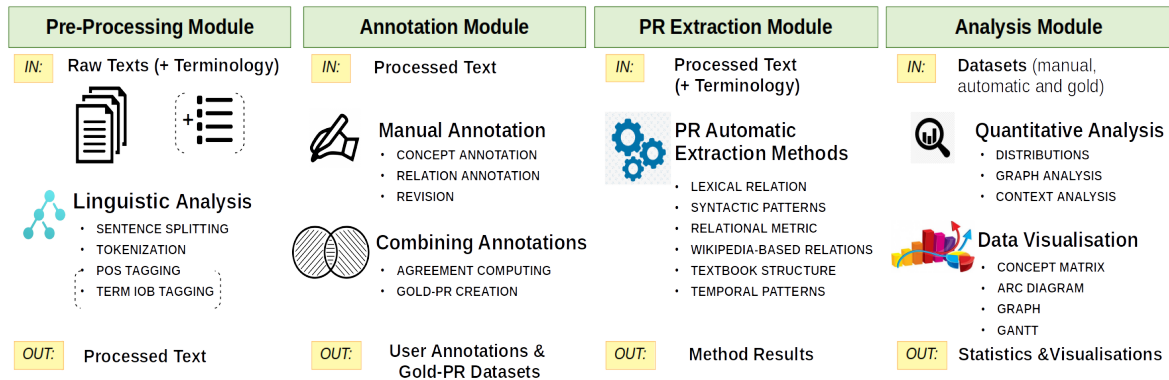 Pre-Processing Module
IN:
Raw Texts (+ Terminology)
+
Linguistic Analysis
• SENTENCE SPLITTING
• TOKENIZATION
• POS TAGGING
• TERM IOB TAGGING
OUT:
Processed Text
Annotation Module
IN:
Processed Text
Manual Annotation
• CONCEPT ANNOTATION
• RELATION ANNOTATION
• REVISION
Combining Annotations
• AGREEMENT COMPUTING
• GOLD-PR CREATION
OUT:
User Annotations &
Gold-PR Datasets
PR Extraction Module
IN:
Processed Text
(+ Terminology)
PR Automatic
Extraction Methods
• LEXICAL RELATION
• SYNTACTIC PATTERNS
• RELATIONAL METRIC
• WIKIPEDIA-BASED RELATIONS
• TEXTBOOK STRUCTURE
• TEMPORAL PATTERNS
OUT:
Method Results
Analysis Module
IN:
Datasets (manual,
automatic and gold)
Quantitative Analysis
• DISTRIBUTIONS
• GRAPH ANALYSIS
• CONTEXT ANALYSIS
Data Visualisation
• CONCEPT MATRIX
• ARC DIAGRAM
• GRAPH
• GANTT
OUT:
Statistics &Visualisations